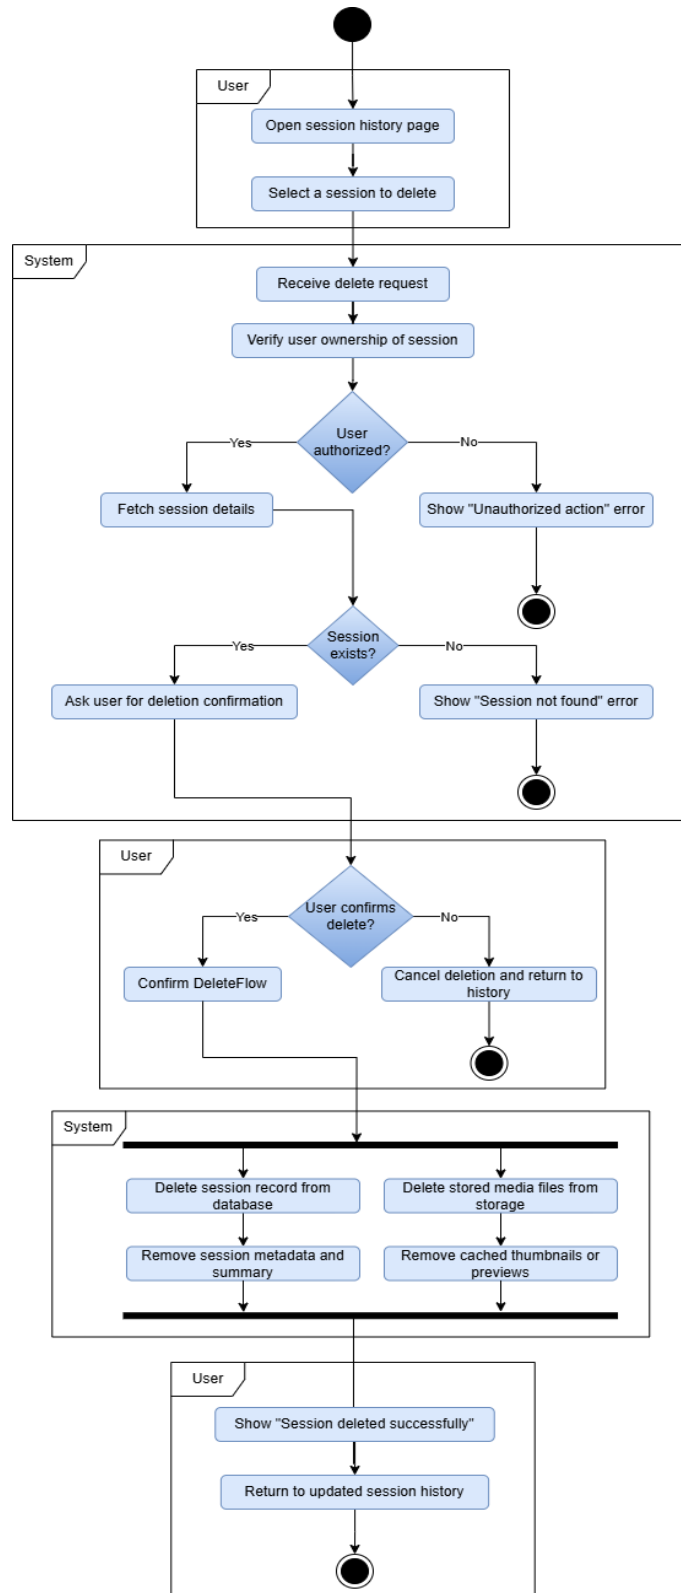 User
Open session history page
Select a session to delete
System
Receive delete request
Verify user ownership of session
User
authorized?
Yes
No
Fetch session details
Show "Unauthorized action" error
Session
exists?
Yes
No
Ask user for deletion confirmation
Show "Session not found" error
User
User confirms
delete?
Yes
No
Confirm DeleteFlow
Cancel deletion and return to
history
System
Delete session record from
database
Delete stored media files from
storage
Remove session metadata and
summary
Remove cached thumbnails or
previews
User
Show "Session deleted successfully"
Return to updated session history